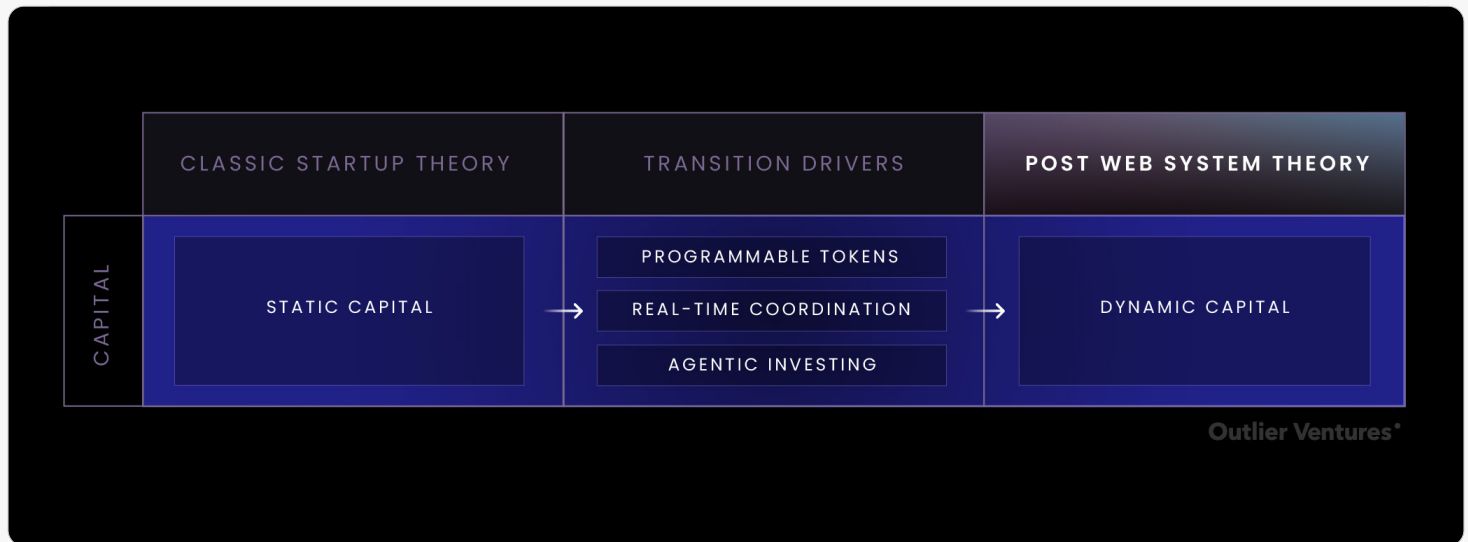 CLASSIC STARTUP THEORY
TRANSITION DRIVERS
POST WEB SYSTEM THEORY
CAPITAL
STATIC CAPITAL
PROGRAMMABLE TOKENS
REAL-TIME COORDINATION
AGENTIC INVESTING
DYNAMIC CAPITAL
Outlier Ventures